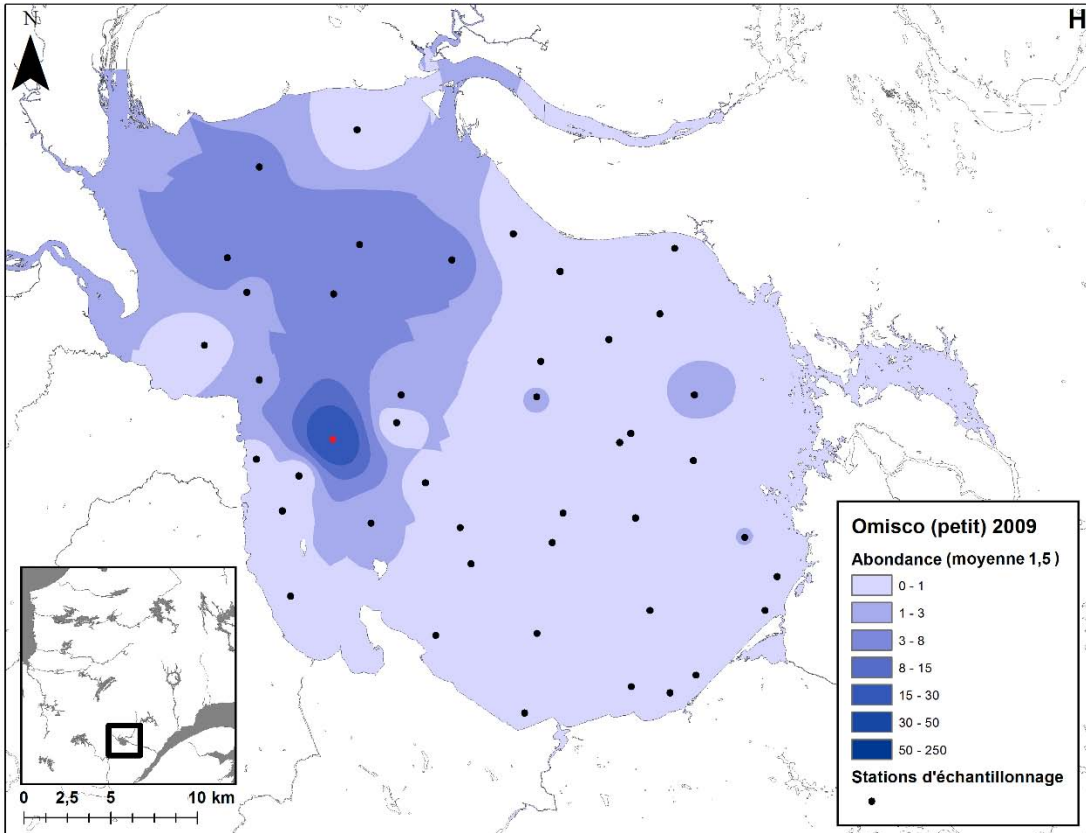 N
H
Omisco (petit) 2009
Abondance (moyenne 1,5 )
0 - 1
1 - 3
3 - 8
8 - 15
15 - 30
30 - 50
50 - 250
Stations d'échantillonnage
0 2,5 5 10 km